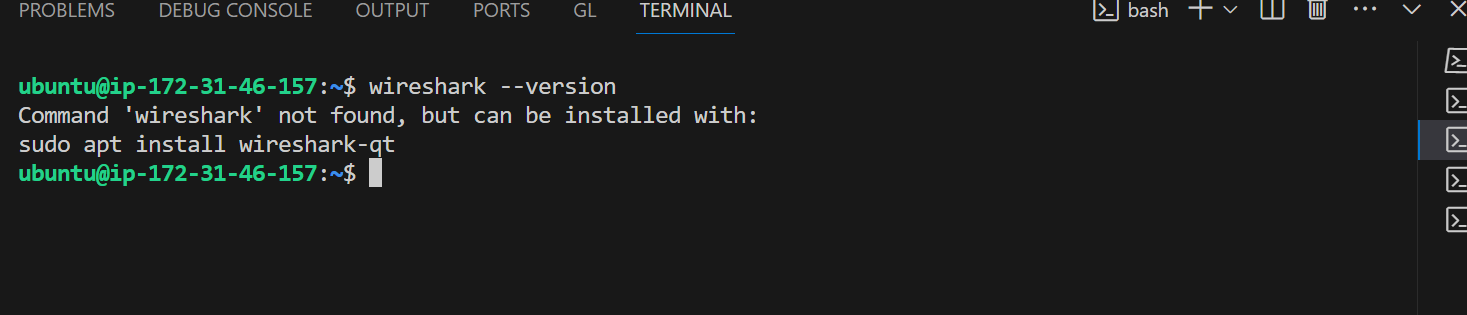 PROBLEMS DEBUG CONSOLE OUTPUT PORTS GL TERMINAL bash
ubuntu@ip-172-31-46-157:~$ wireshark --version
Command 'wireshark' not found, but can be installed with:
sudo apt install wireshark-qt
ubuntu@ip-172-31-46-157:~$